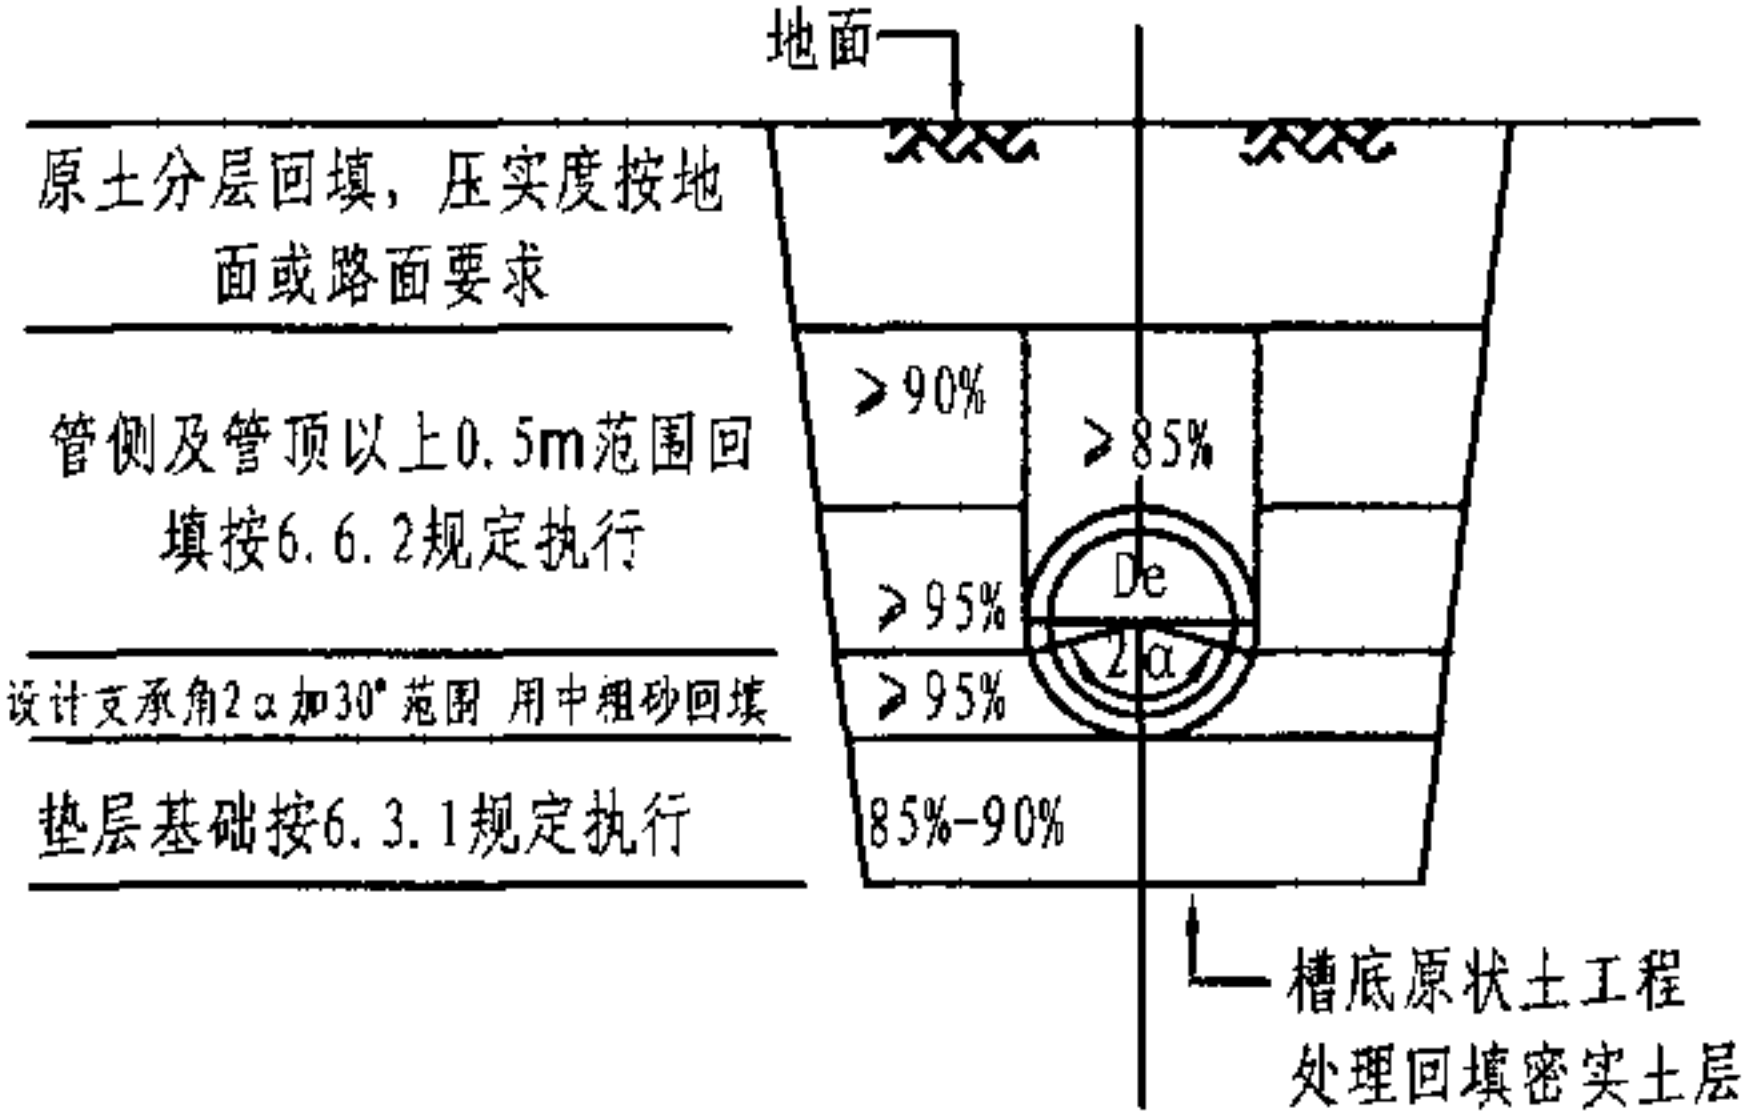 地面
原土分层回填，压实度按地
面或路面要求
≥90%
≥85%
管侧及管顶以上0.5m范围回
填按6.6.2规定执行
De
≥95%
2α
设计支承角2α加30°范围 用中粗砂回填
≥95%
垫层基础按6.3.1规定执行
85%-90%
槽底原状土工程
处理回填密实土层